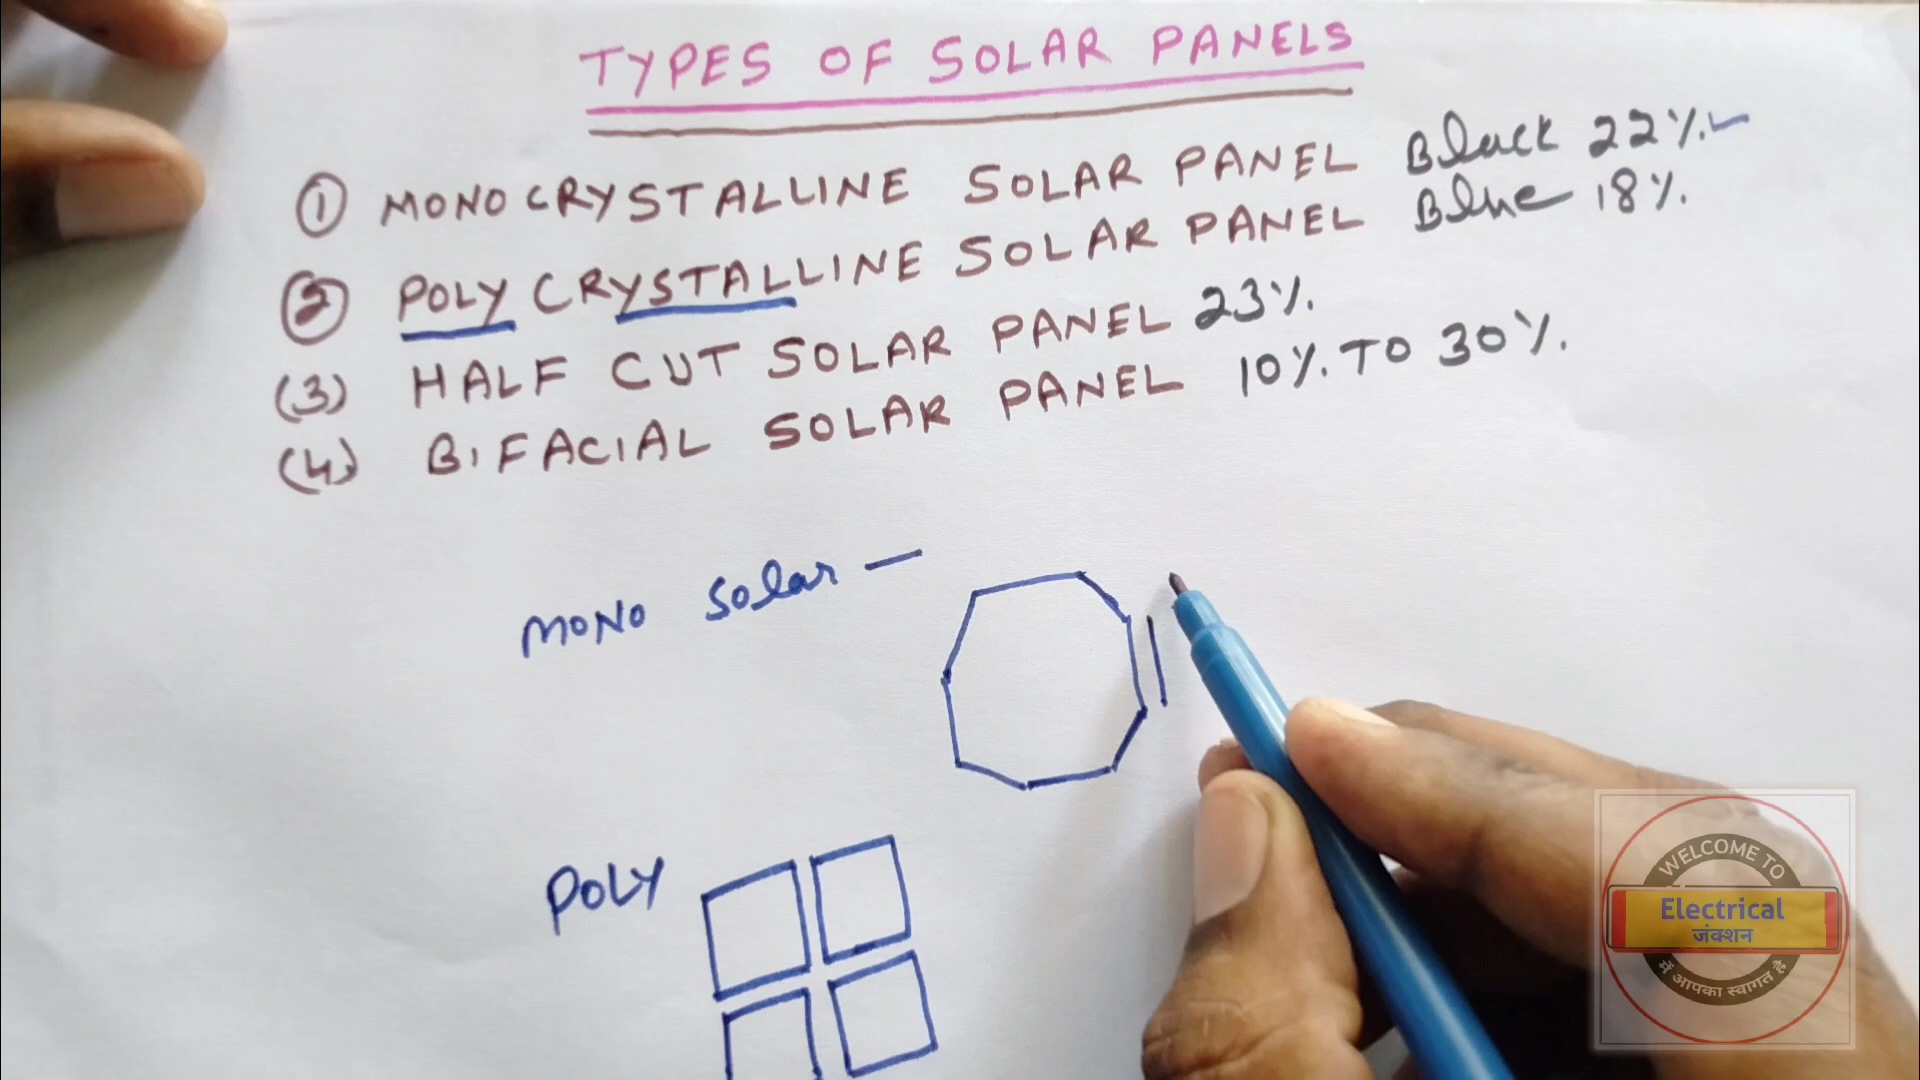 TYPES OF SOLAR PANELS
① MONOCRYSTALLINE SOLAR PANEL Black 22%.
② POLY CRYSTALLINE SOLAR PANEL Blue 18%.
(3) HALF CUT SOLAR PANEL 23%.
(4) BIFACIAL SOLAR PANEL 10%. TO 30%.
MONO Solar —
POLY
WELCOME TO
Electrical
जंक्शन
में आपका स्वागत है